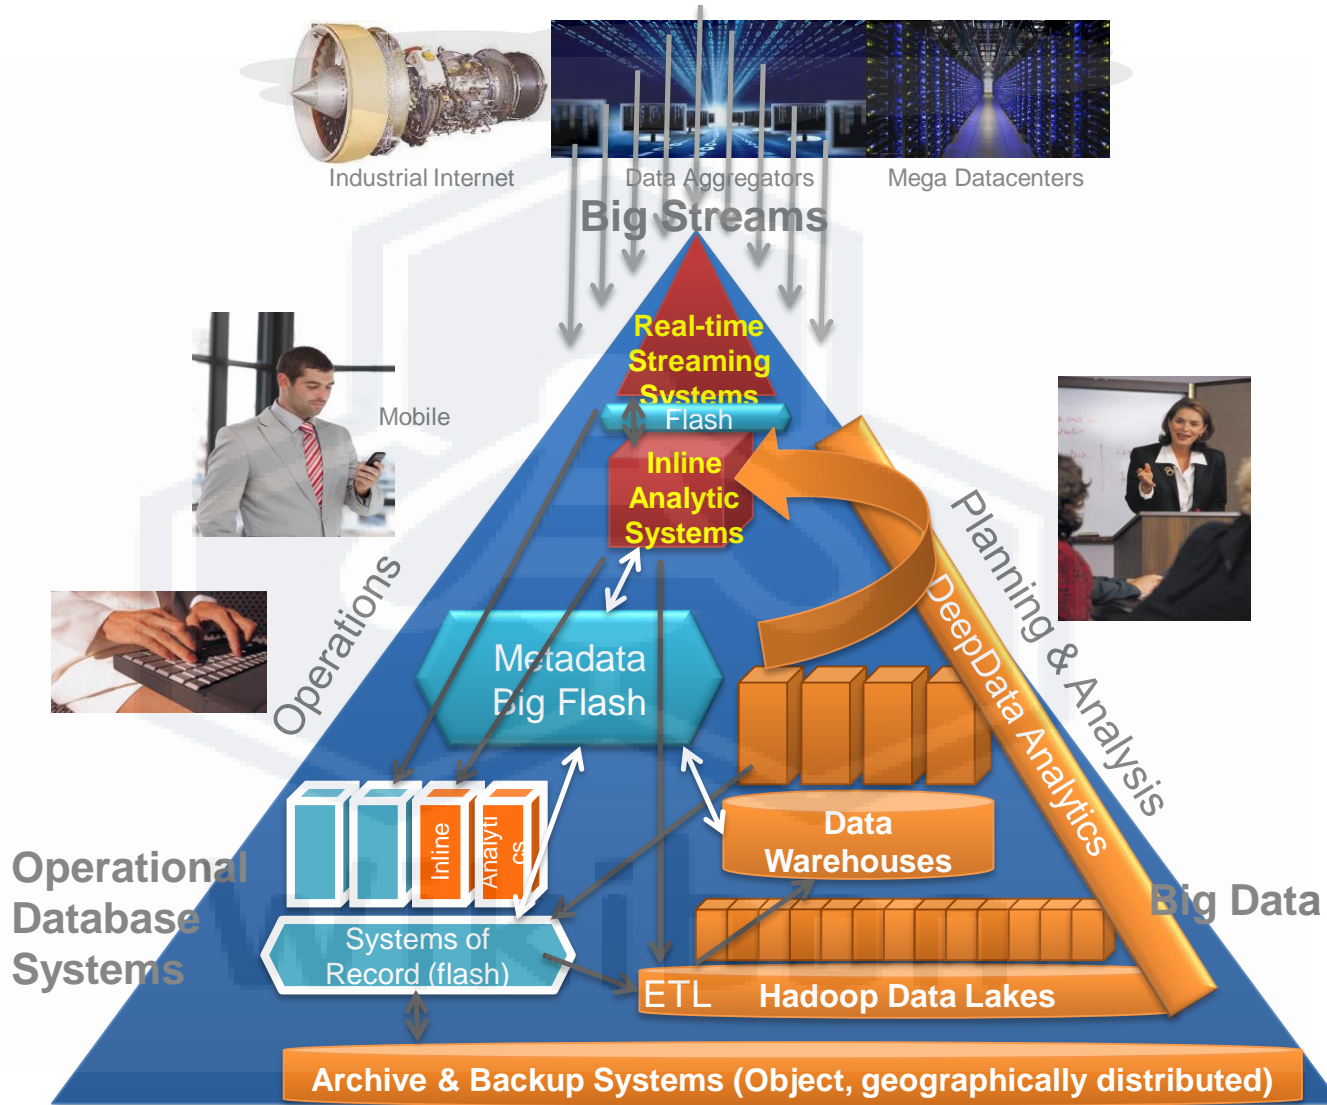 Industrial Internet
Data Aggregators
Mega Datacenters
Big Streams
Real-time
Streaming
Systems
Flash
Mobile
Inline
Analytic
Systems
Operations
Planning & Analysis
DeepData Analytics
Metadata
Big Flash
Inline
Analyti
cs
Data
Warehouses
Operational
Database
Systems
Big Data
Systems of
Record (flash)
ETL
Hadoop Data Lakes
Archive & Backup Systems (Object, geographically distributed)
wikibon